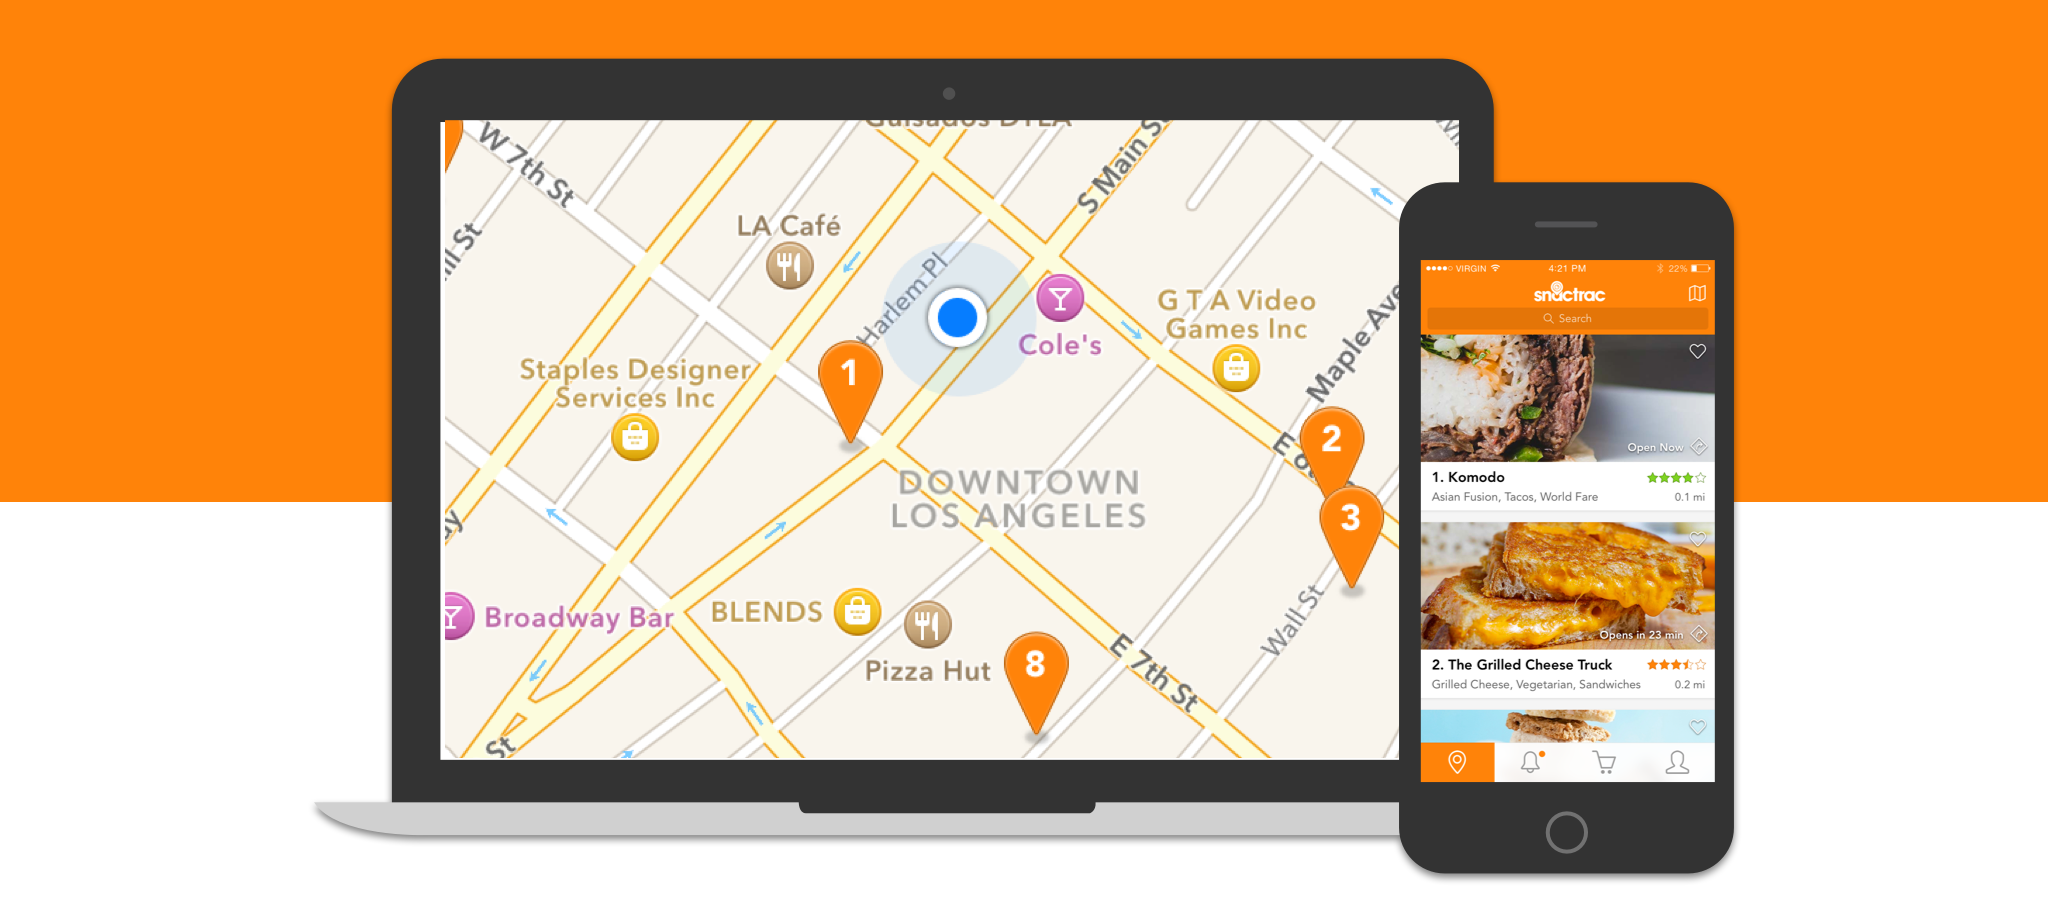 Guisados DTLA
W 7th St
S Main St
LA Café
Harlem Pl
Cole's
G T A Video
Games Inc
Maple Ave
Staples Designer
Services Inc
1
2
3
DOWNTOWN
LOS ANGELES
Wall St
Broadway Bar
BLENDS
Pizza Hut
8
E 7th St
St
VIRGIN
4:21 PM
22%
snactrac
Search
Open Now
1. Komodo
Asian Fusion, Tacos, World Fare
0.1 mi
Opens in 23 min
2. The Grilled Cheese Truck
Grilled Cheese, Vegetarian, Sandwiches
0.2 mi